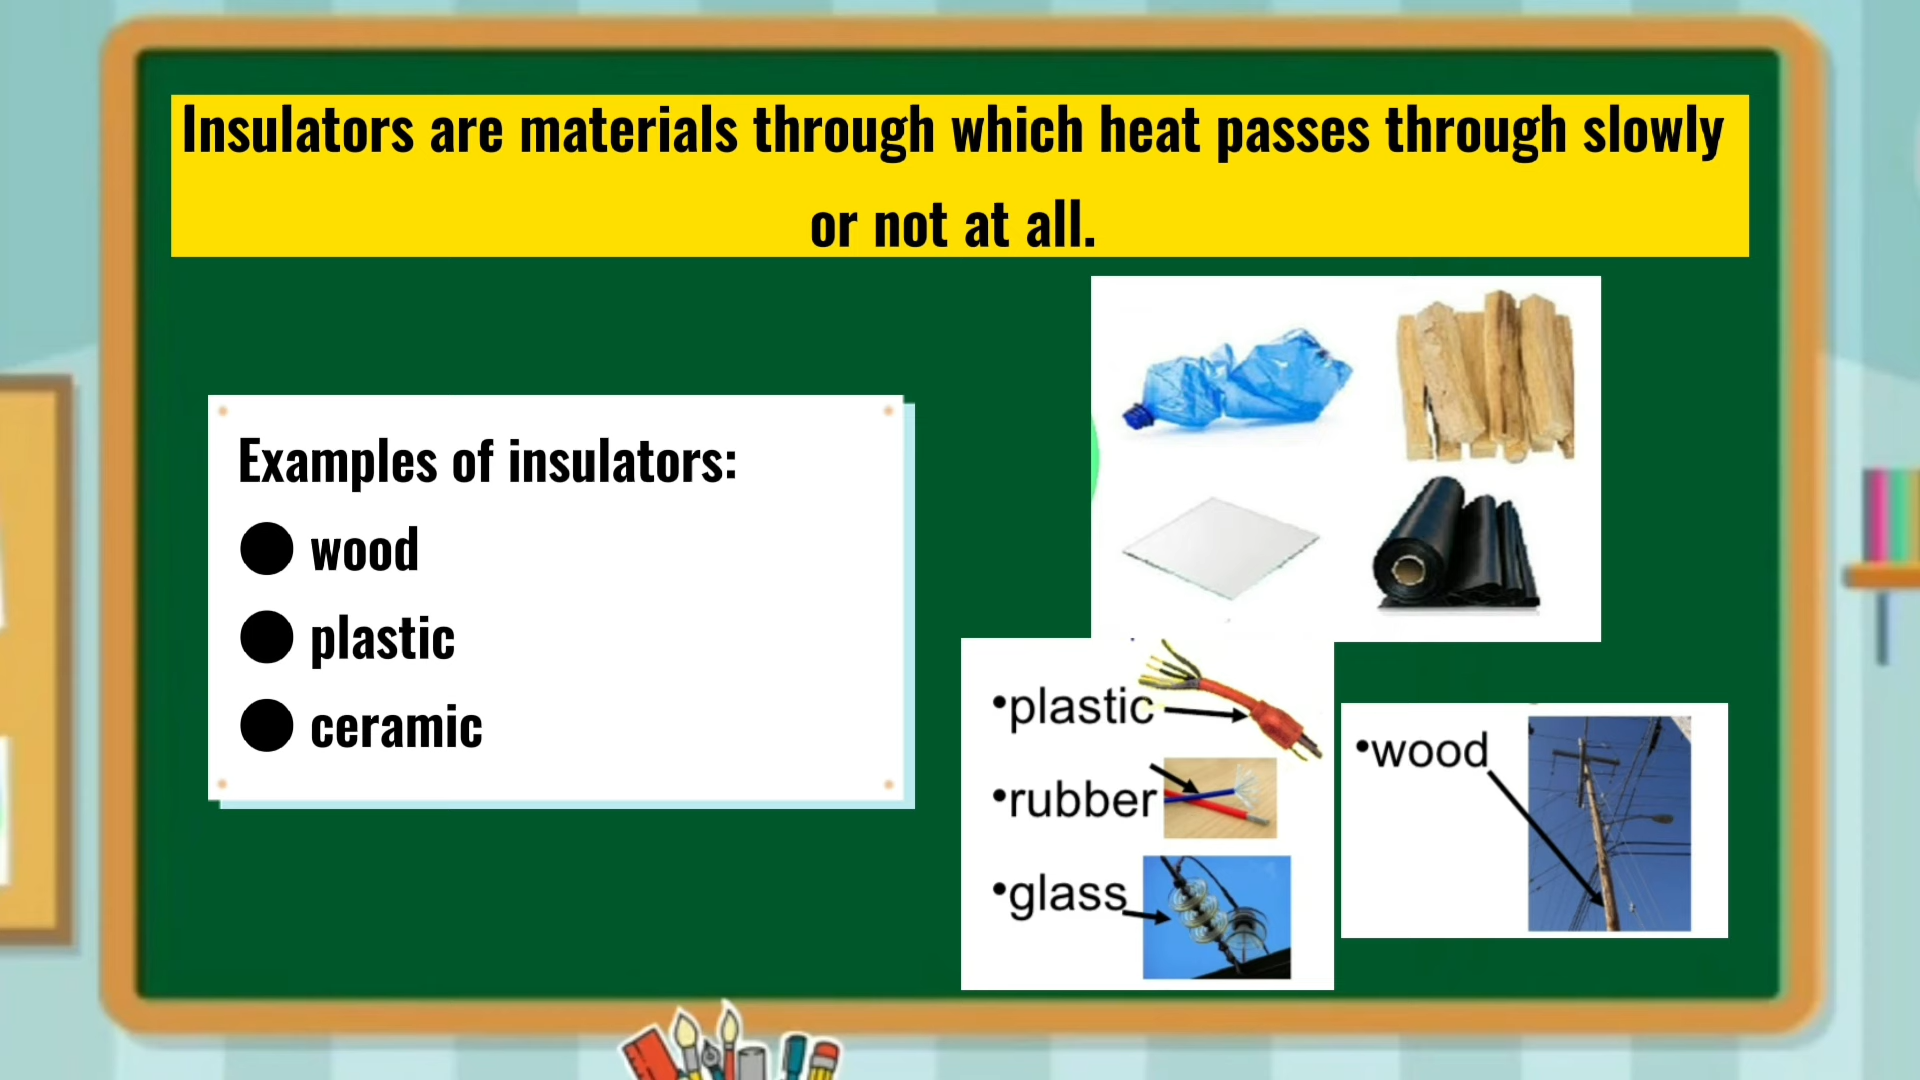 Insulators are materials through which heat passes through slowly
or not at all.
Examples of insulators:
● wood
● plastic
● ceramic
•plastic
•rubber
•glass
•wood